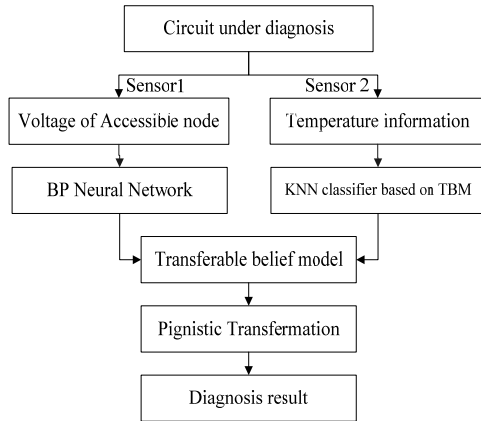 Circuit under diagnosis
Sensor1
Sensor 2
Voltage of Accessible node
Temperature information
BP Neural Network
KNN classifier based on TBM
Transferable belief model
Pignistic Transfermation
Diagnosis result